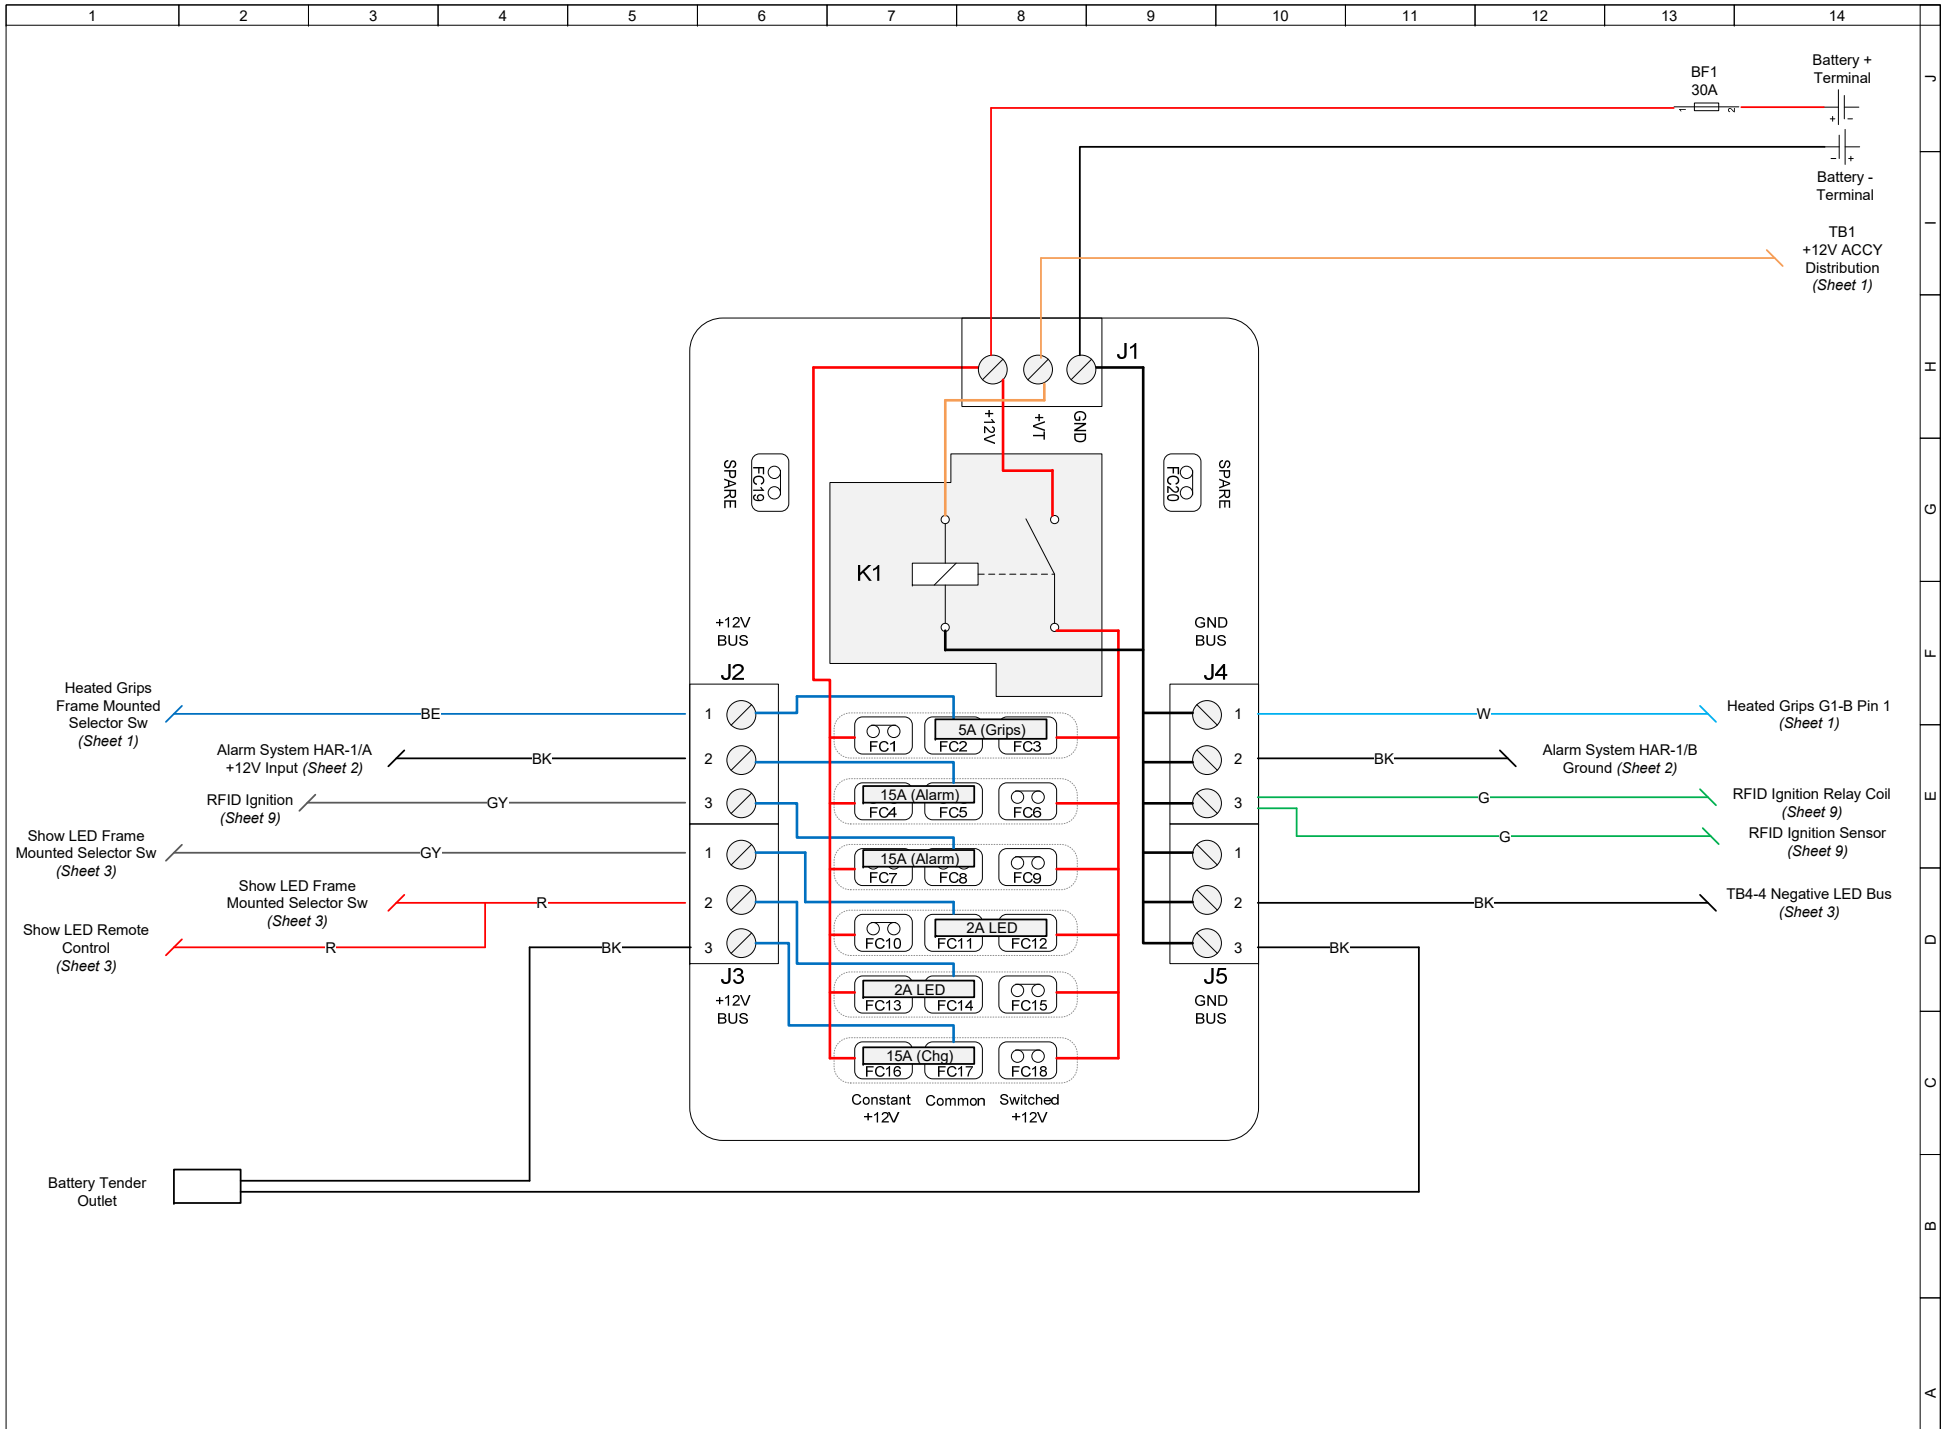 1 2 3 4 5 6 7 8 9 10 11 12 13 14
J
I
H
G
F
E
D
C
B
A
BF1
30A
1 2
Battery +
Terminal
+ −
− +
Battery -
Terminal
TB1
+12V ACCY
Distribution
(Sheet 1)
J1
+12V
+VT
GND
SPARE
FC19
FC20
SPARE
K1
+12V
BUS
J2
GND
BUS
J4
Heated Grips
Frame Mounted
Selector Sw
(Sheet 1)
BE
1
Alarm System HAR-1/A
+12V Input (Sheet 2)
BK
2
RFID Ignition
(Sheet 9)
GY
3
Show LED Frame
Mounted Selector Sw
(Sheet 3)
GY
1
Show LED Frame
Mounted Selector Sw
(Sheet 3)
R
2
Show LED Remote
Control
(Sheet 3)
R
BK
3
J3
+12V
BUS
5A (Grips)
FC1 FC2 FC3
15A (Alarm)
FC4 FC5 FC6
15A (Alarm)
FC7 FC8 FC9
2A LED
FC10 FC11 FC12
2A LED
FC13 FC14 FC15
15A (Chg)
FC16 FC17 FC18
Constant
+12V
Common
Switched
+12V
1
W
Heated Grips G1-B Pin 1
(Sheet 1)
2
BK
Alarm System HAR-1/B
Ground (Sheet 2)
3
G
RFID Ignition Relay Coil
(Sheet 9)
G
RFID Ignition Sensor
(Sheet 9)
1
2
BK
TB4-4 Negative LED Bus
(Sheet 3)
3
BK
J5
GND
BUS
Battery Tender
Outlet